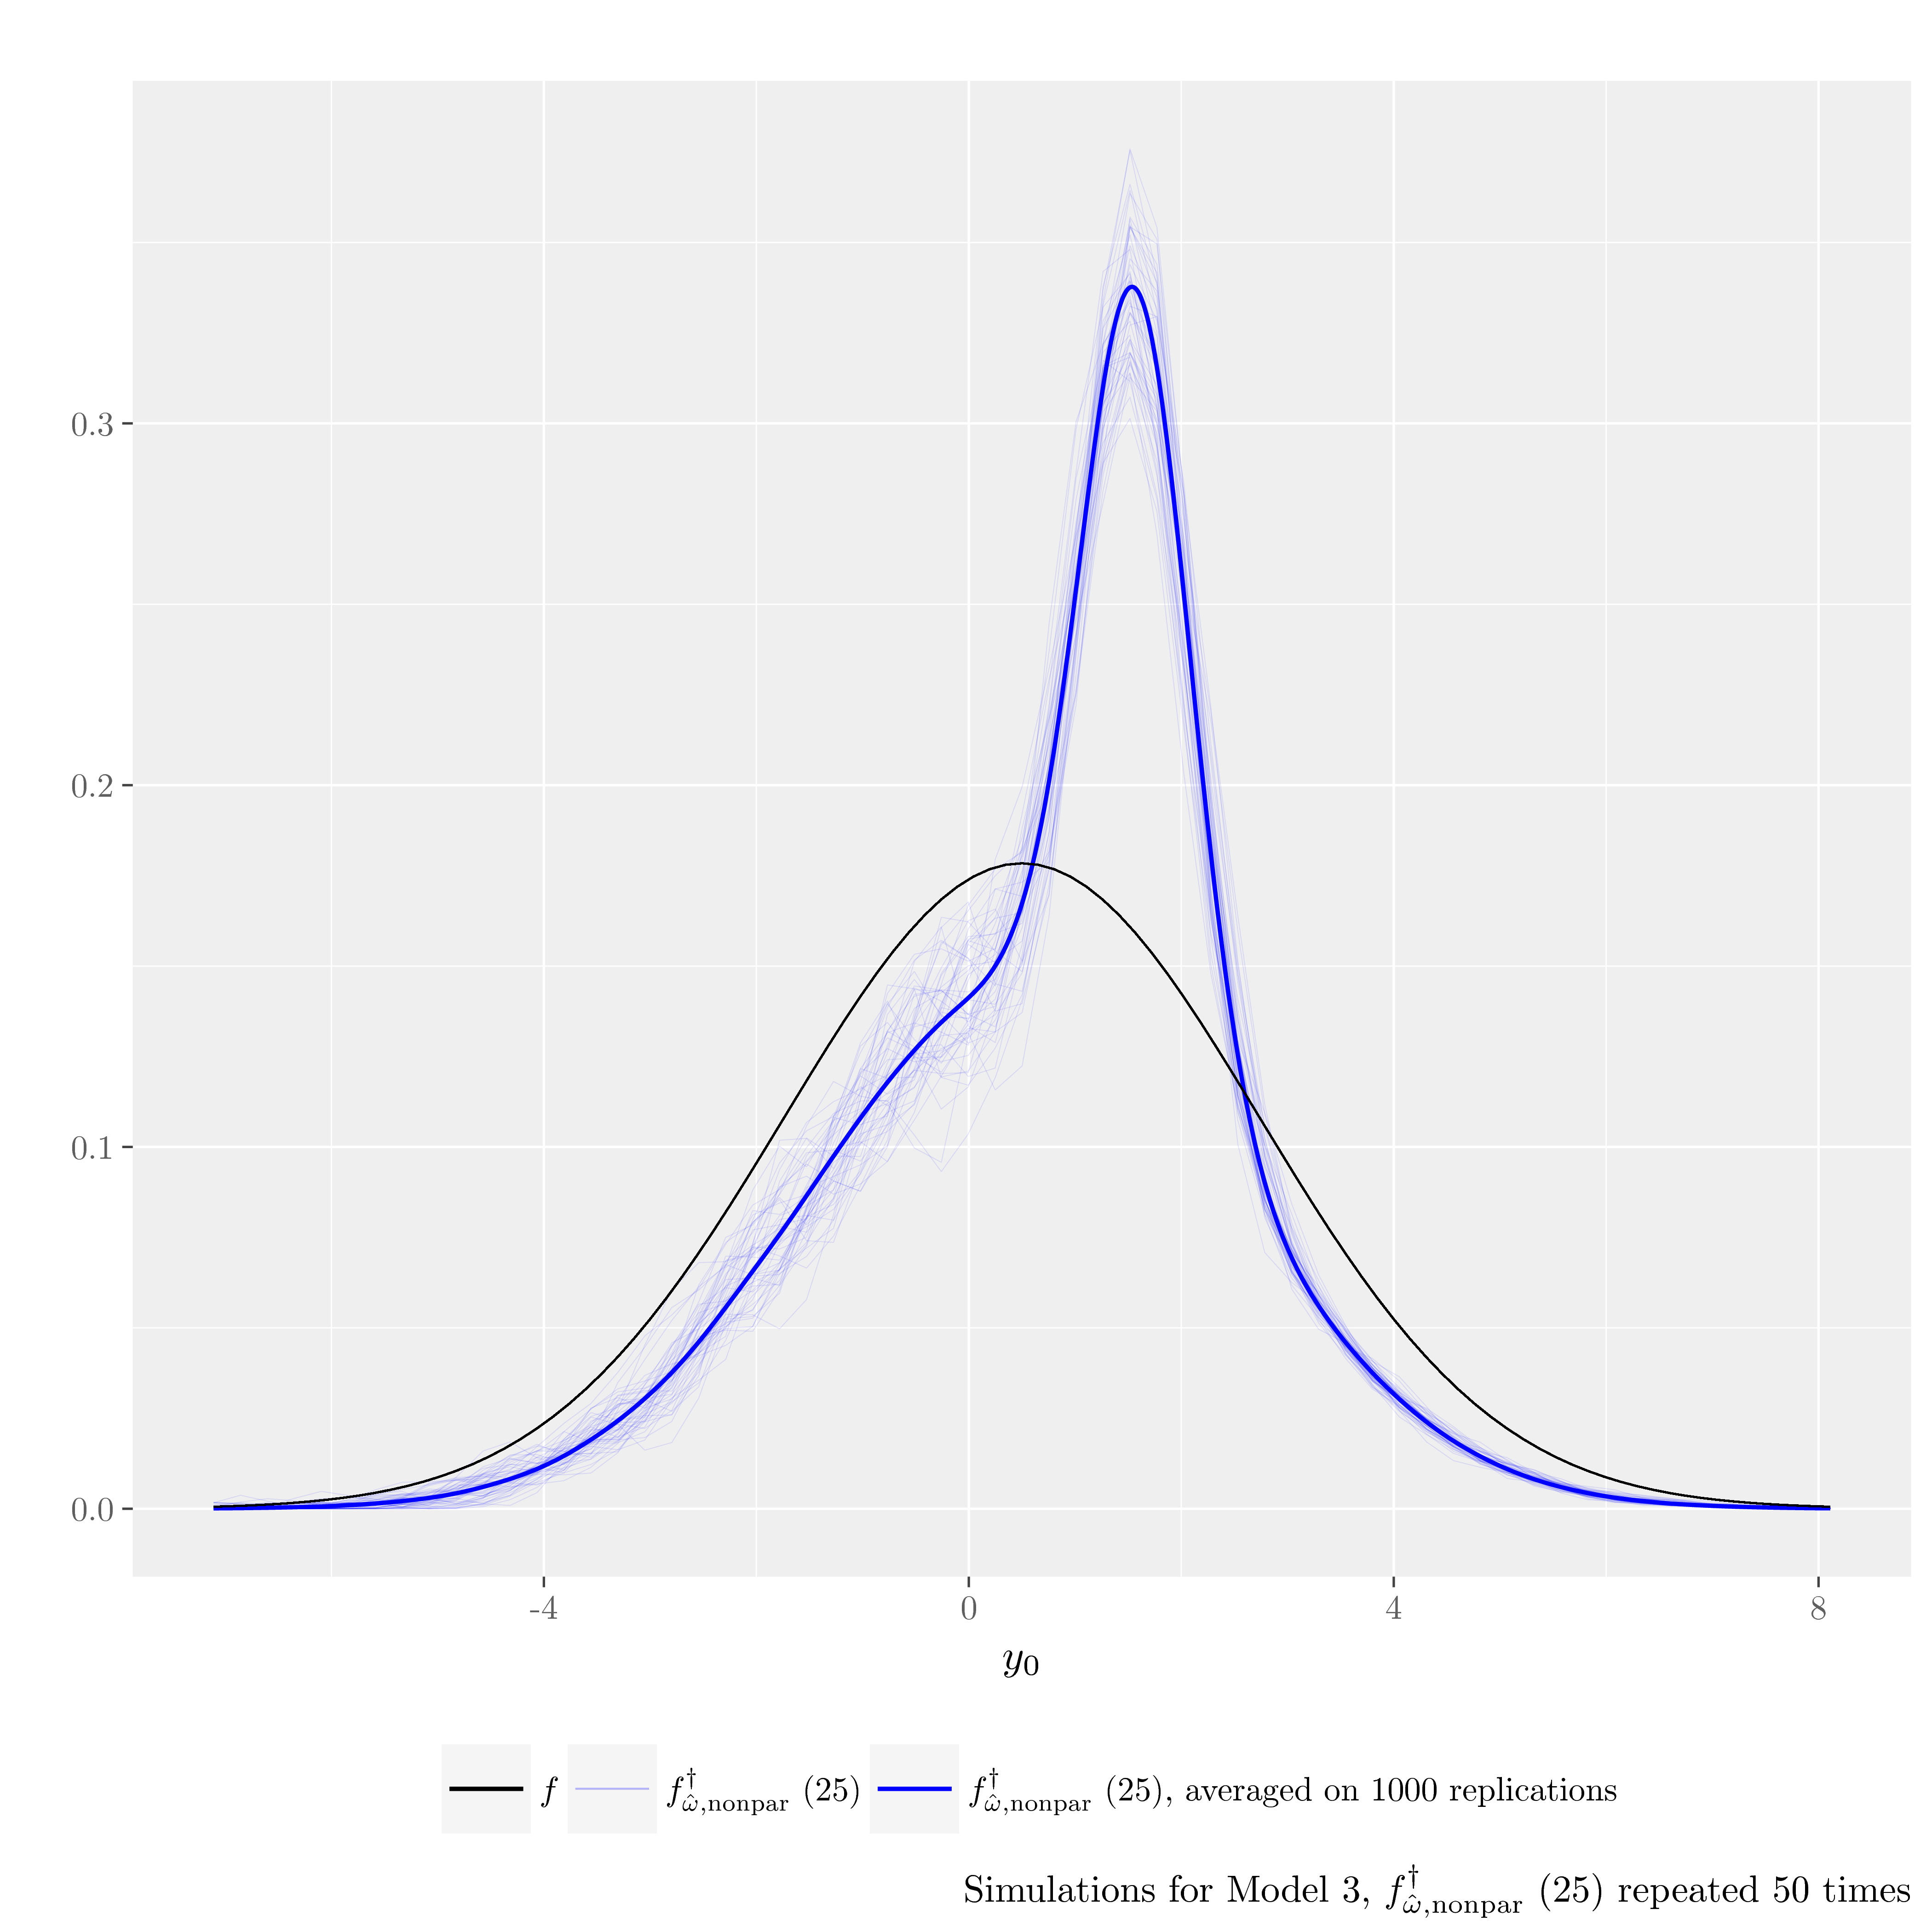 0.3
0.2
0.1
0.0
-4 0 4 8
y₀
f f†ω̂,nonpar (25) f†ω̂,nonpar (25), averaged on 1000 replications
Simulations for Model 3, f†ω̂,nonpar (25) repeated 50 times